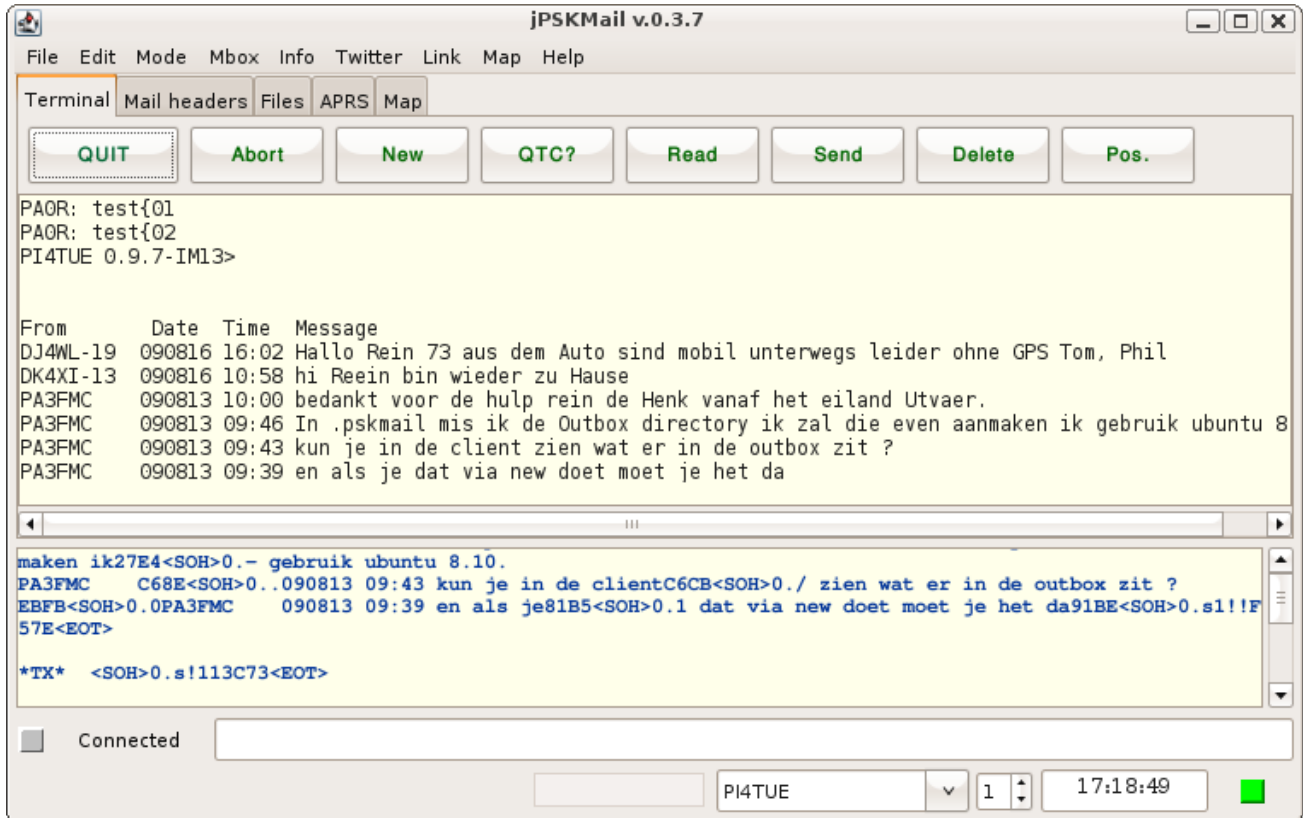 jPSKMail v.0.3.7
File Edit Mode Mbox Info Twitter Link Map Help
Terminal Mail headers Files APRS Map
QUIT Abort New QTC? Read Send Delete Pos.
PA0R: test{01
PA0R: test{02
PI4TUE 0.9.7-IM13>
From Date Time Message
DJ4WL-19 090816 16:02 Hallo Rein 73 aus dem Auto sind mobil unterwegs leider ohne GPS Tom, Phil
DK4XI-13 090816 10:58 hi Reein bin wieder zu Hause
PA3FMC 090813 10:00 bedankt voor de hulp rein de Henk vanaf het eiland Utvaer.
PA3FMC 090813 09:46 In .pskmail mis ik de Outbox directory ik zal die even aanmaken ik gebruik ubuntu 8
PA3FMC 090813 09:43 kun je in de client zien wat er in de outbox zit ?
PA3FMC 090813 09:39 en als je dat via new doet moet je het da
maken ik27E4<SOH>0.- gebruik ubuntu 8.10.
PA3FMC C68E<SOH>0..090813 09:43 kun je in de clientC6CB<SOH>0./ zien wat er in de outbox zit ?
EBFB<SOH>0.0PA3FMC 090813 09:39 en als je81B5<SOH>0.1 dat via new doet moet je het da91BE<SOH>0.s1!!F
57E<EOT>
*TX* <SOH>0.s!113C73<EOT>
Connected
PI4TUE 1 17:18:49